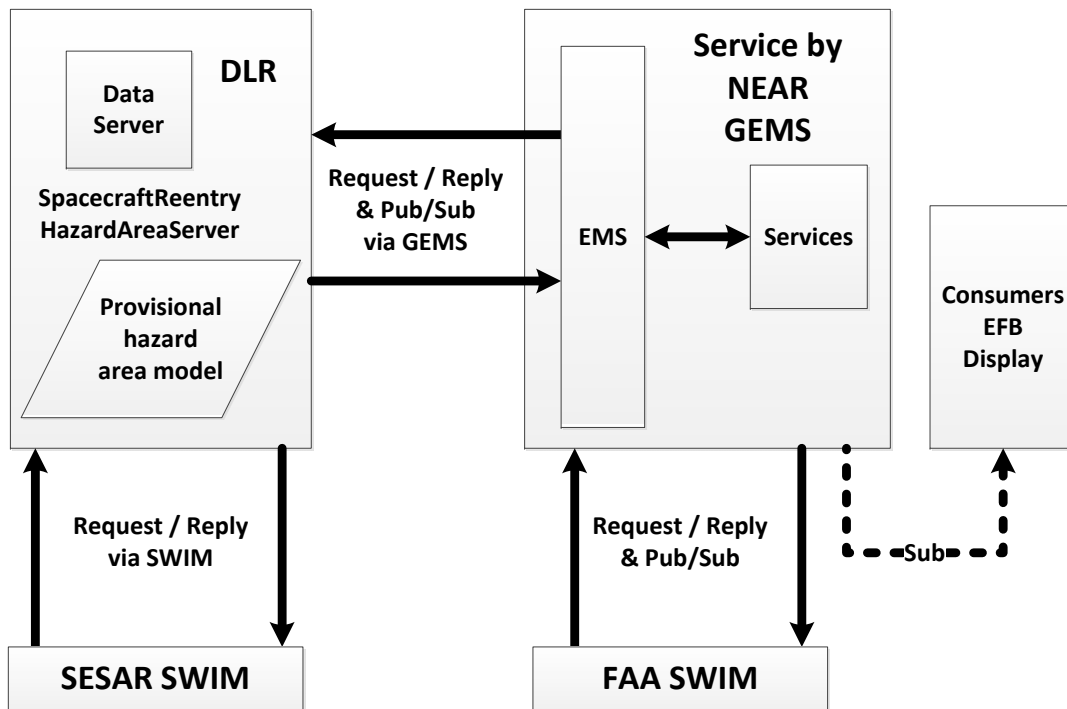 DLR
Data
Server
SpacecraftReentry
HazardAreaServer
Provisional
hazard
area model
Request / Reply
& Pub/Sub
via GEMS
Service by
NEAR
GEMS
EMS
Services
Consumers
EFB
Display
Request / Reply
via SWIM
Request / Reply
& Pub/Sub
Sub
SESAR SWIM
FAA SWIM